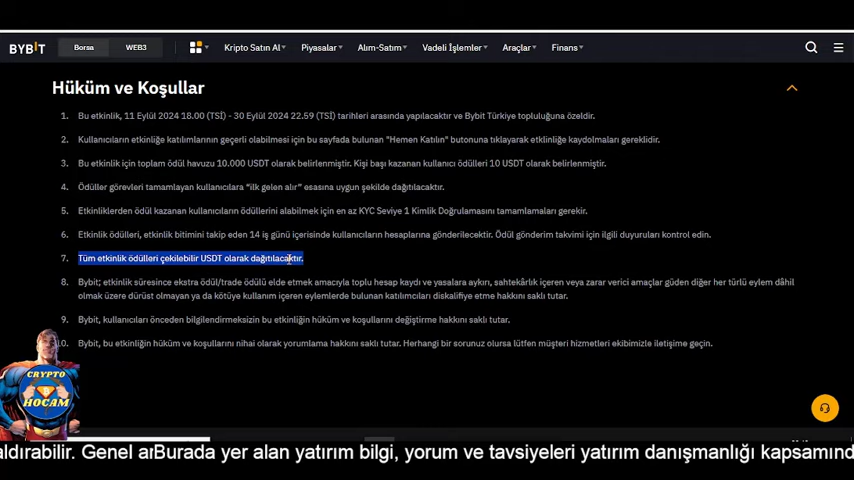 BYBIT Borsa WEB3 Kripto Satın Al Piyasalar Alım-Satım Vadeli İşlemler Araçlar Finans
Hüküm ve Koşullar
1. Bu etkinlik, 11 Eylül 2024 18.00 (TSİ) - 30 Eylül 2024 22.59 (TSİ) tarihleri arasında yapılacaktır ve Bybit Türkiye topluluğuna özeldir.
2. Kullanıcıların etkinliğe katılımlarının geçerli olabilmesi için bu sayfada bulunan "Hemen Katılın" butonuna tıklayarak etklinliğe kaydolmaları gereklidir.
3. Bu etkinlik için toplam ödül havuzu 10.000 USDT olarak belirlenmiştir. Kişi başı kazanan kullanıcı ödülleri 10 USDT olarak belirlenmiştir.
4. Ödüller görevleri tamamlayan kullanıcılara “ilk gelen alır” esasına uygun şekilde dağıtılacaktır.
5. Etkinliklerden ödül kazanan kullanıcıların ödüllerini alabilmek için en az KYC Seviye 1 Kimlik Doğrulamasını tamamlamaları gerekir.
6. Etkinlik ödülleri, etkinlik bitimini takip eden 14 iş günü içerisinde kullanıcıların hesaplarına gönderilecektir. Ödül gönderim takvimi için ilgili duyuruları kontrol edin.
7. Tüm etkinlik ödülleri çekilebilir USDT olarak dağıtılacaktır.
8. Bybit; etkinlik süresince ekstra ödül/trade ödülü elde etmek amacıyla toplu hesap kaydı ve yasalara aykırı, sahtekârlık içeren veya zarar verici amaçlar güden diğer her türlü eylem dâhil
olmak üzere dürüst olmayan ya da kötüye kullanım içeren eylemlerde bulunan katılımcıları diskalifiye etme hakkını saklı tutar.
9. Bybit, kullanıcıları önceden bilgilendirmeksizin bu etkinliğin hüküm ve koşullarını değiştirme hakkını saklı tutar.
10. Bybit, bu etkinliğin hüküm ve koşullarını nihai olarak yorumlama hakkını saklı tutar. Herhangi bir sorunuz olursa lütfen müşteri hizmetleri ekibimizle iletişime geçin.
CRYPTO
HOCAM
aldırabilir. Genel arBurada yer alan yatırım bilgi, yorum ve tavsiyeleri yatırım danışmanlığı kapsamınd